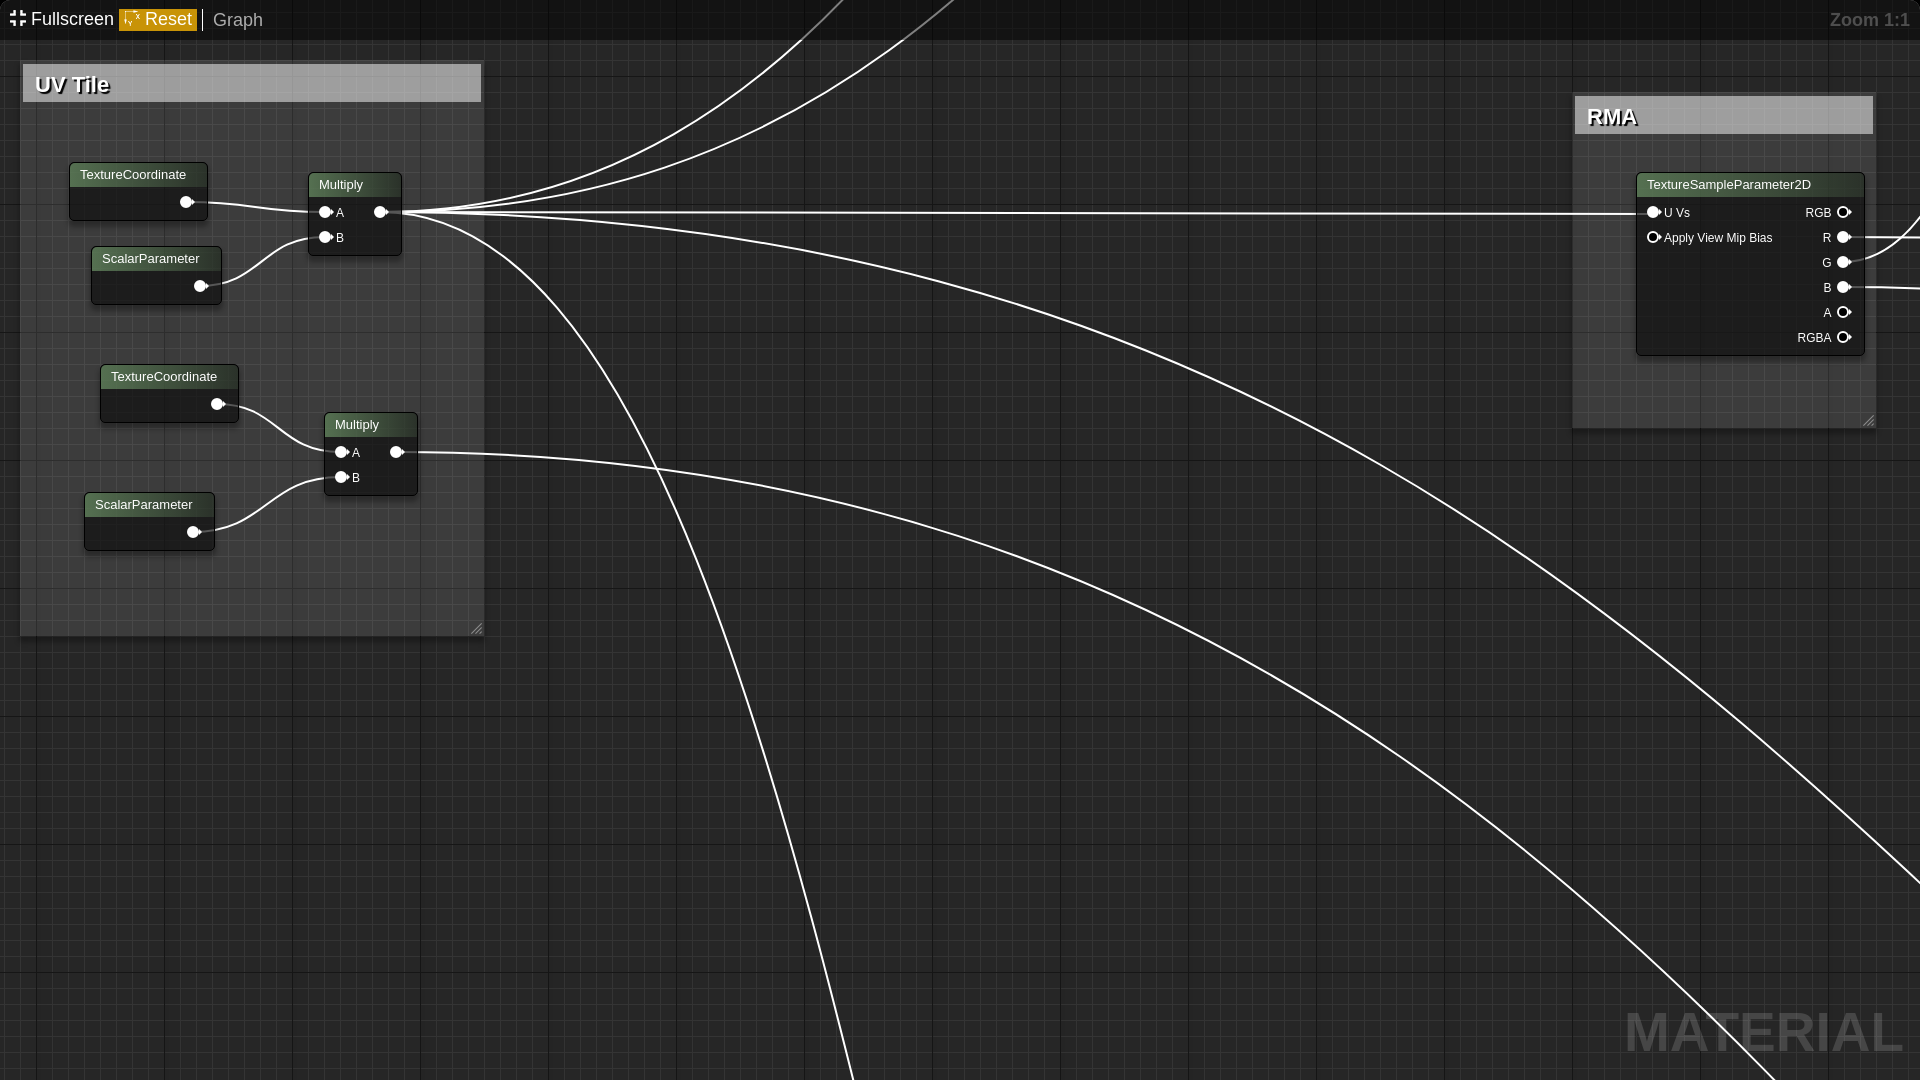 Fullscreen Reset Graph
Zoom 1:1
UV Tile
TextureCoordinate
Multiply
A
B
ScalarParameter
TextureCoordinate
Multiply
A
B
ScalarParameter
RMA
TextureSampleParameter2D
U Vs RGB
Apply View Mip Bias R
G
B
A
RGBA
MATERIAL